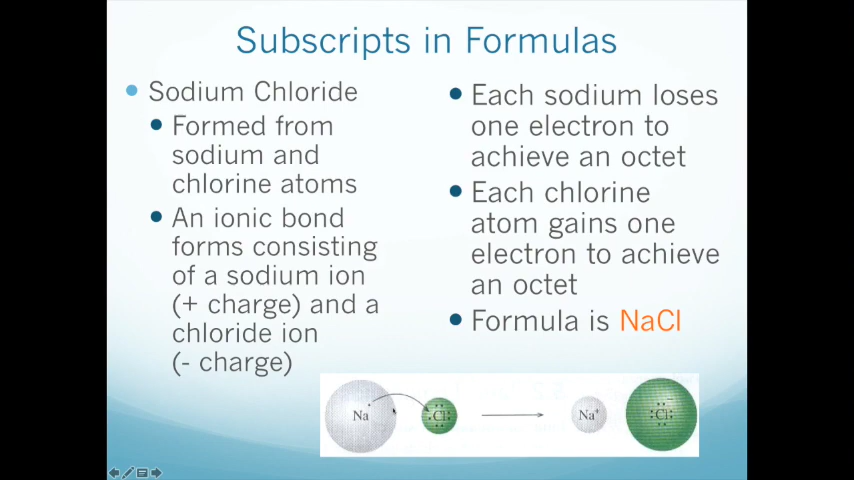 Subscripts in Formulas
• Sodium Chloride
• Formed from
sodium and
chlorine atoms
• An ionic bond
forms consisting
of a sodium ion
(+ charge) and a
chloride ion
(- charge)
• Each sodium loses
one electron to
achieve an octet
• Each chlorine
atom gains one
electron to achieve
an octet
• Formula is NaCl
Na Cl Na⁺ Cl